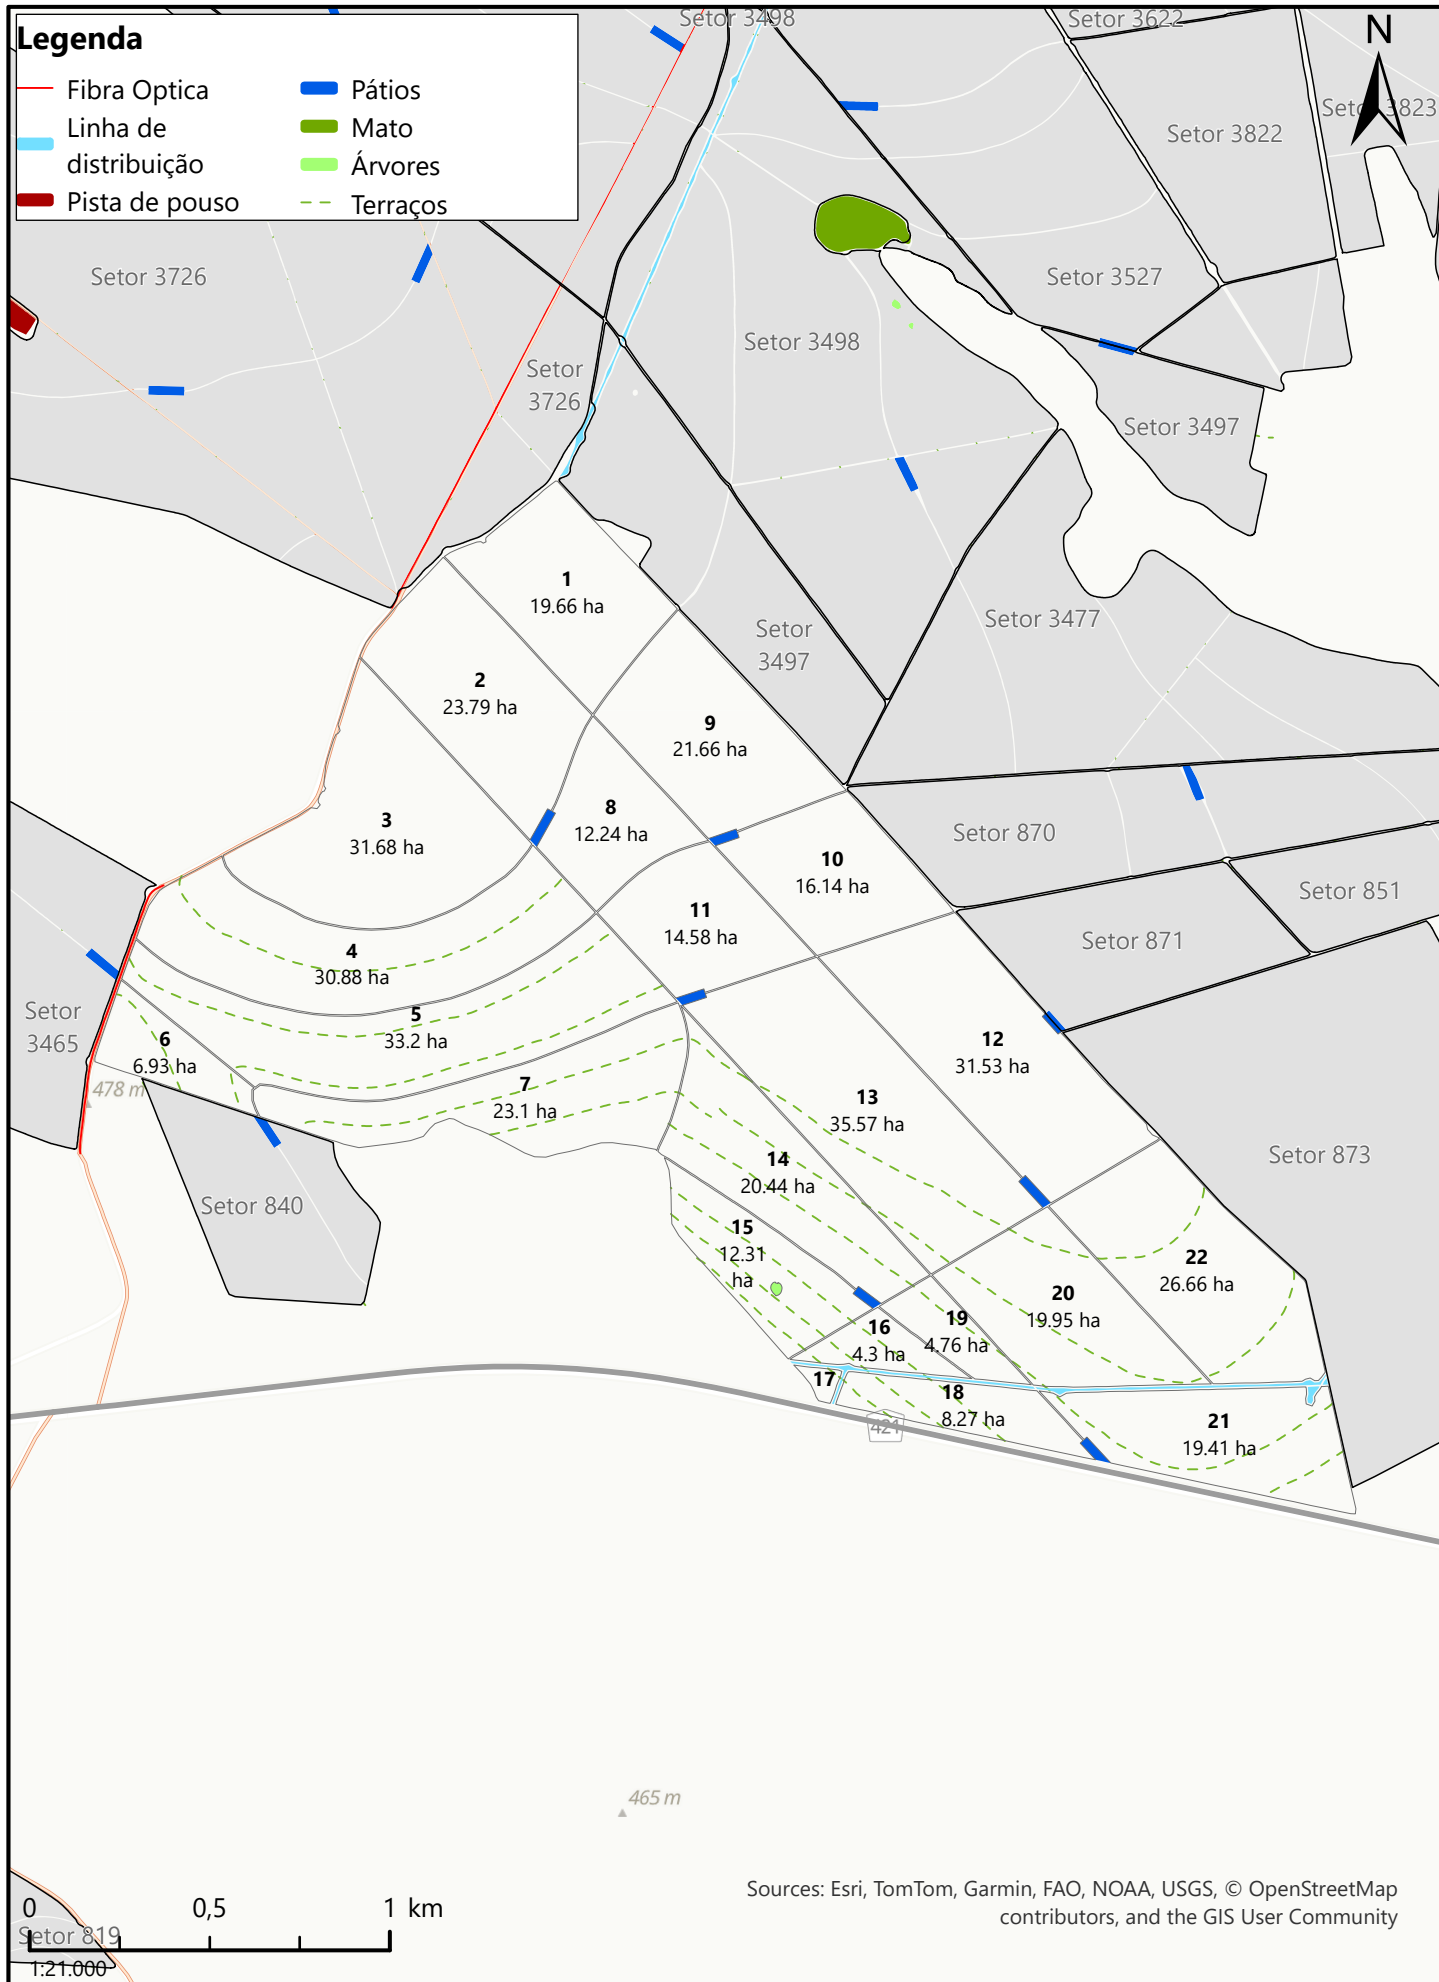 Legenda
Fibra Optica
Linha de
distribuição
Pista de pouso
Pátios
Mato
Árvores
Terraços
N
Setor 3498
Setor 3622
Setor 3823
Setor 3822
Setor 3726
Setor 3527
Setor 3498
Setor
3726
Setor 3497
Setor 3477
Setor
3497
1
19.66 ha
2
23.79 ha
9
21.66 ha
3
31.68 ha
8
12.24 ha
10
16.14 ha
Setor 870
Setor 851
Setor 871
11
14.58 ha
4
30.88 ha
5
33.2 ha
Setor
3465
6
6.93 ha
478 m
7
23.1 ha
12
31.53 ha
13
35.57 ha
Setor 873
14
20.44 ha
Setor 840
15
12.31
ha
22
26.66 ha
20
19.95 ha
19
4.76 ha
16
4.3 ha
17
18
8.27 ha
421
21
19.41 ha
465 m
Sources: Esri, TomTom, Garmin, FAO, NOAA, USGS, © OpenStreetMap
contributors, and the GIS User Community
0 0,5 1 km
Setor 819
1:21.000